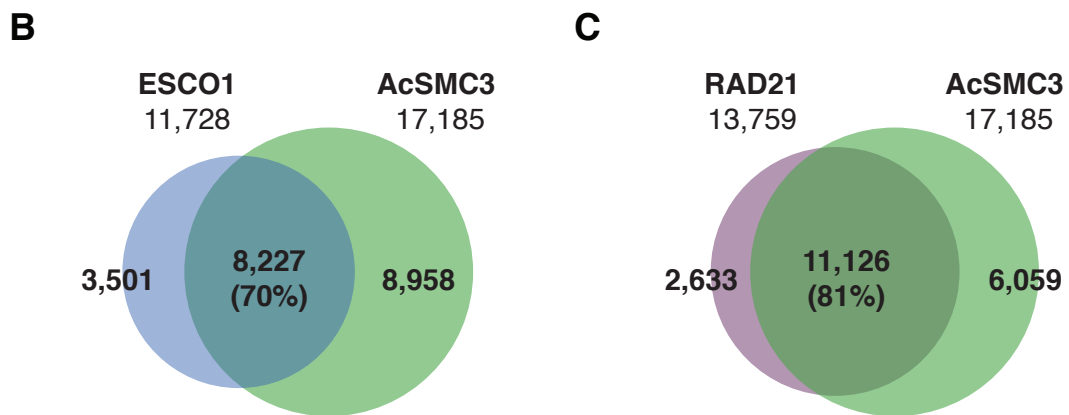 B
ESCO1
11,728
AcSMC3
17,185
3,501
8,227
(70%)
8,958
C
RAD21
13,759
AcSMC3
17,185
2,633
11,126
(81%)
6,059